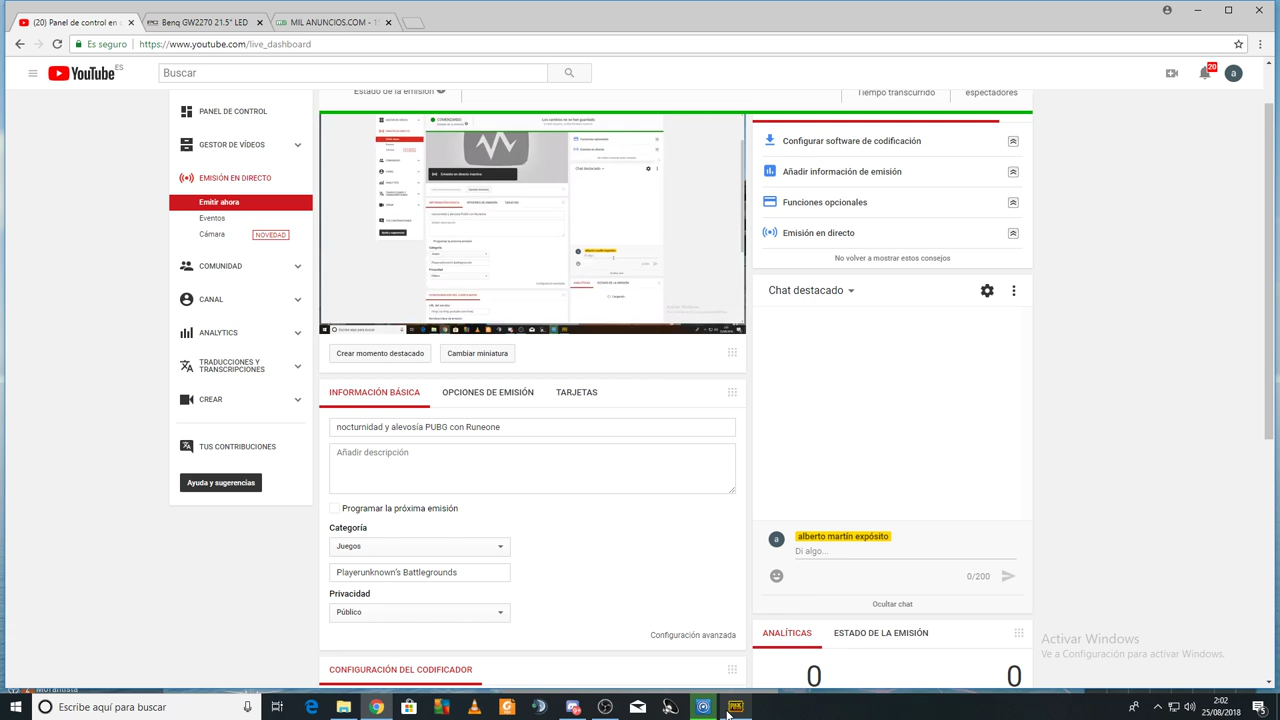 (20) Panel de control en
Benq GW2270 21.5" LED
MIL ANUNCIOS.COM - 1
Es seguro
https://www.youtube.com/live_dashboard
YouTube ES
Buscar
20
a
Estado de la emisión
Tiempo transcurrido
espectadores
PANEL DE CONTROL
GESTOR DE VÍDEOS
EMISIÓN EN DIRECTO
Emitir ahora
Eventos
Cámara
NOVEDAD
COMUNIDAD
CANAL
ANALYTICS
TRADUCCIONES Y
TRANSCRIPCIONES
CREAR
TUS CONTRIBUCIONES
Ayuda y sugerencias
Crear momento destacado
Cambiar miniatura
INFORMACIÓN BÁSICA
OPCIONES DE EMISIÓN
TARJETAS
nocturnidad y alevosía PUBG con Runeone
Añadir descripción
Programar la próxima emisión
Categoría
Juegos
Playerunknown's Battlegrounds
Privacidad
Público
Configuración avanzada
CONFIGURACIÓN DEL CODIFICADOR
Configurar software de codificación
Añadir información de emisión
Funciones opcionales
Emisión en directo
No volver a mostrar estos consejos
Chat destacado
a
alberto martín expósito
Di algo...
0/200
Ocultar chat
ANALÍTICAS
ESTADO DE LA EMISIÓN
0
0
Activar Windows
Ve a Configuración para activar Windows.
Morantista
Escribe aquí para buscar
2:02
25/08/2018